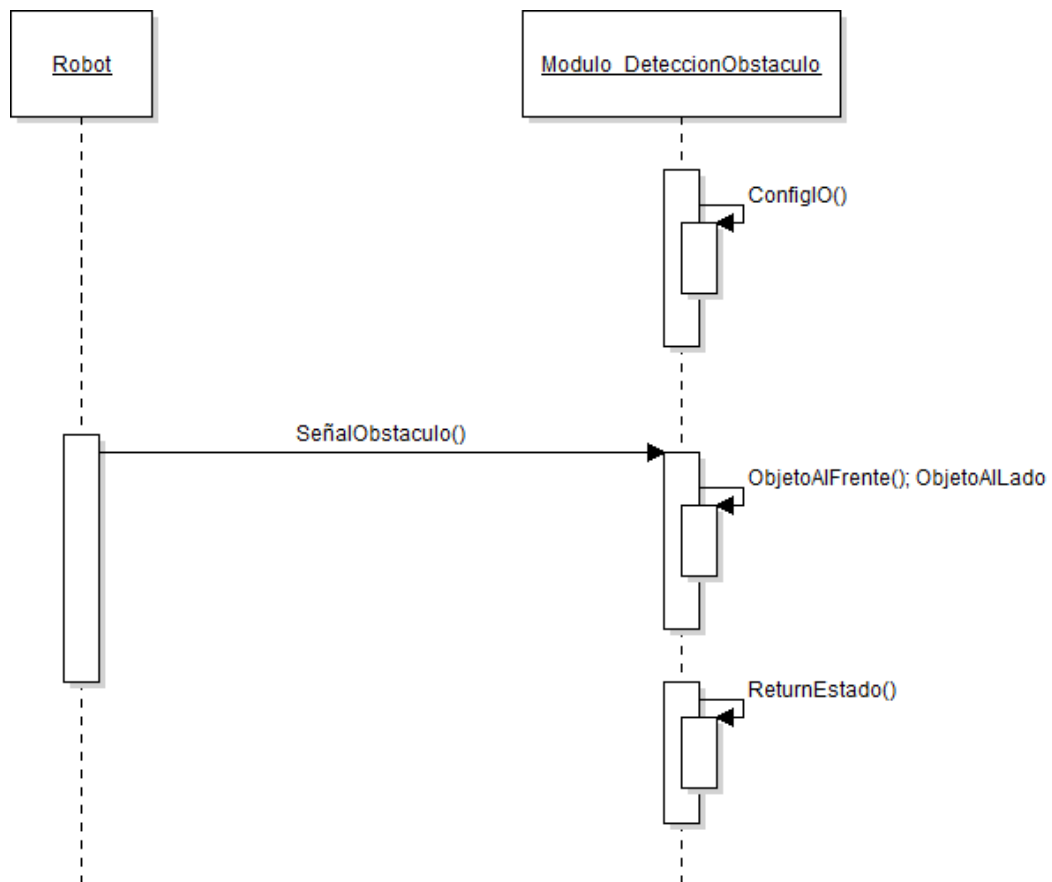 Robot
Modulo_DeteccionObstaculo
ConfigIO()
SeñalObstaculo()
ObjetoAlFrente(); ObjetoAlLado
ReturnEstado()